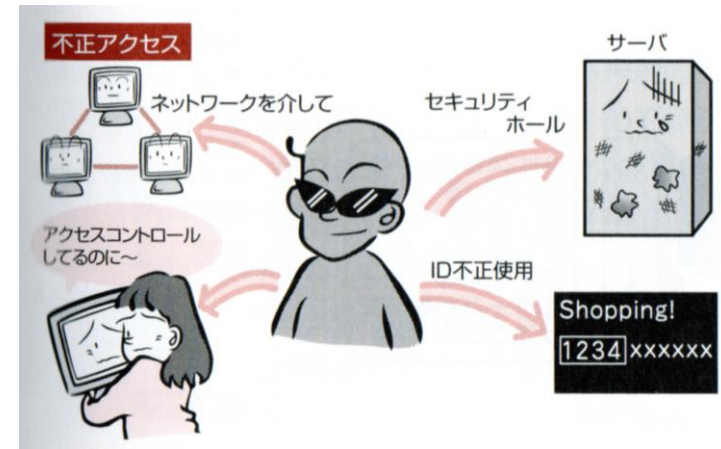 不正アクセス
ネットワークを介して
セキュリティ
ホール
サーバ
アクセスコントロール
してるのに〜
ID不正使用
Shopping!
1234xxxxxx